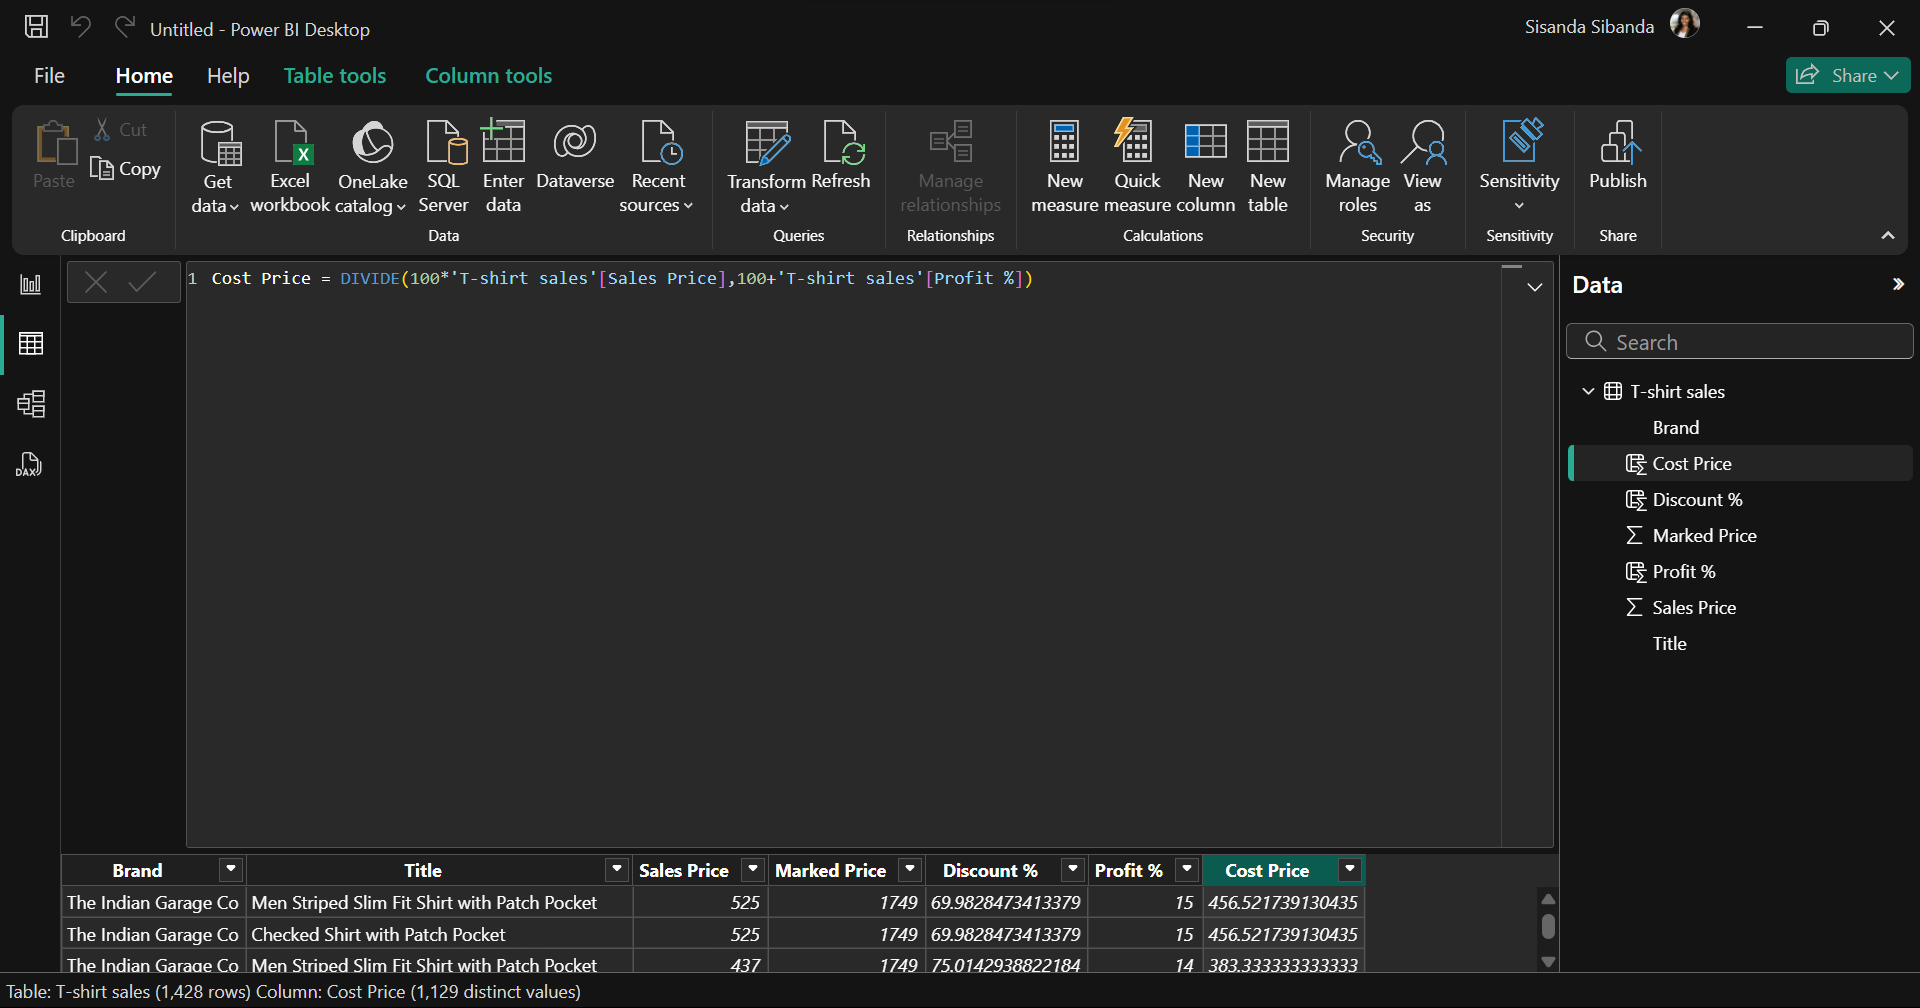 Untitled - Power BI Desktop
Sisanda Sibanda
File Home Help Table tools Column tools
Share
Paste
Cut
Copy
Clipboard
Get data
Excel workbook
OneLake catalog
SQL Server
Enter data
Dataverse
Recent sources
Data
Transform data
Refresh
Queries
Manage relationships
Relationships
New measure
Quick measure
New column
New table
Calculations
Manage roles
View as
Security
Sensitivity
Sensitivity
Publish
Share
DAX
1 Cost Price = DIVIDE(100*'T-shirt sales'[Sales Price],100+'T-shirt sales'[Profit %])
Data
Search
T-shirt sales
Brand
Cost Price
Discount %
Marked Price
Profit %
Sales Price
Title
Brand Title Sales Price Marked Price Discount % Profit % Cost Price
The Indian Garage Co Men Striped Slim Fit Shirt with Patch Pocket 525 1749 69.9828473413379 15 456.521739130435
The Indian Garage Co Checked Shirt with Patch Pocket 525 1749 69.9828473413379 15 456.521739130435
The Indian Garage Co Men Striped Slim Fit Shirt with Patch Pocket 437 1749 75.0142938822184 14 383.333333333333
Table: T-shirt sales (1,428 rows) Column: Cost Price (1,129 distinct values)